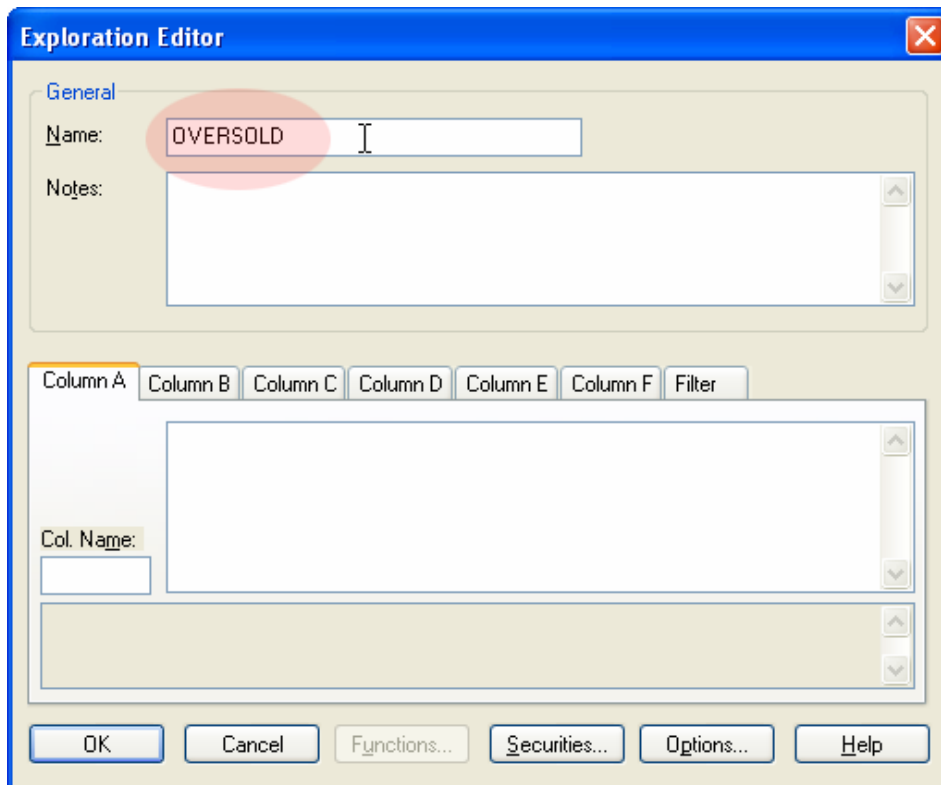 Exploration Editor
General
Name:
OVERSOLD
Notes:
Column A
Column B
Column C
Column D
Column E
Column F
Filter
Col. Name:
OK
Cancel
Functions...
Securities...
Options...
Help